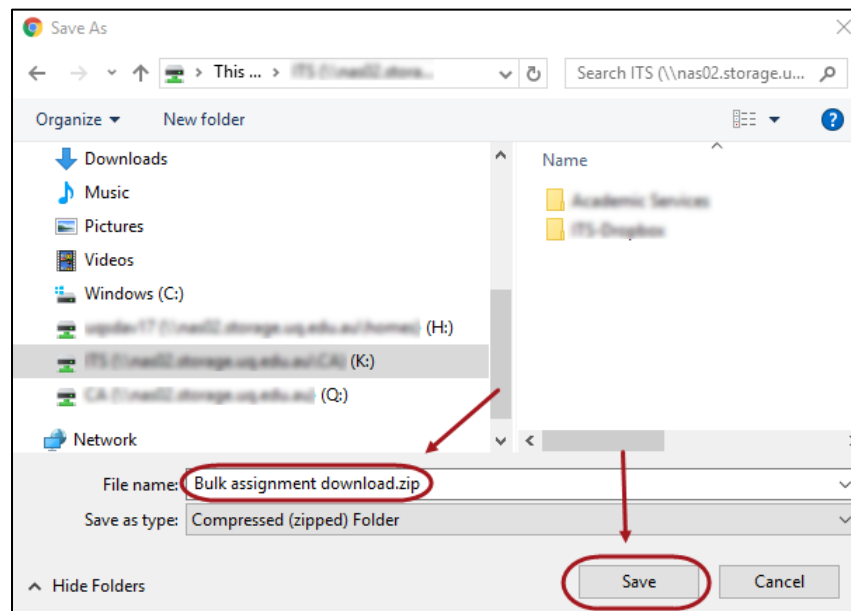 Save As
This ...
Search ITS (\\nas02.storage.u...
Organize
New folder
?
Downloads
Name
Music
Pictures
Videos
Windows (C:)
(H:)
(K:)
(Q:)
Network
File name: Bulk assignment download.zip
Save as type: Compressed (zipped) Folder
Hide Folders
Save
Cancel